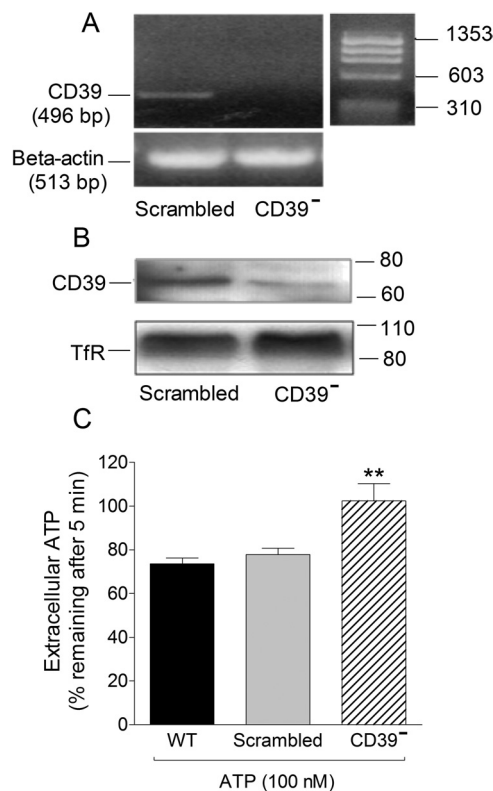 A
CD39
(496 bp)
1353
603
310
Beta-actin
(513 bp)
Scrambled CD39⁻
B
CD39
80
60
TfR
110
80
Scrambled CD39⁻
C
Extracellular ATP
(% remaining after 5 min)
120
100
80
60
40
20
0
**
WT Scrambled CD39⁻
ATP (100 nM)